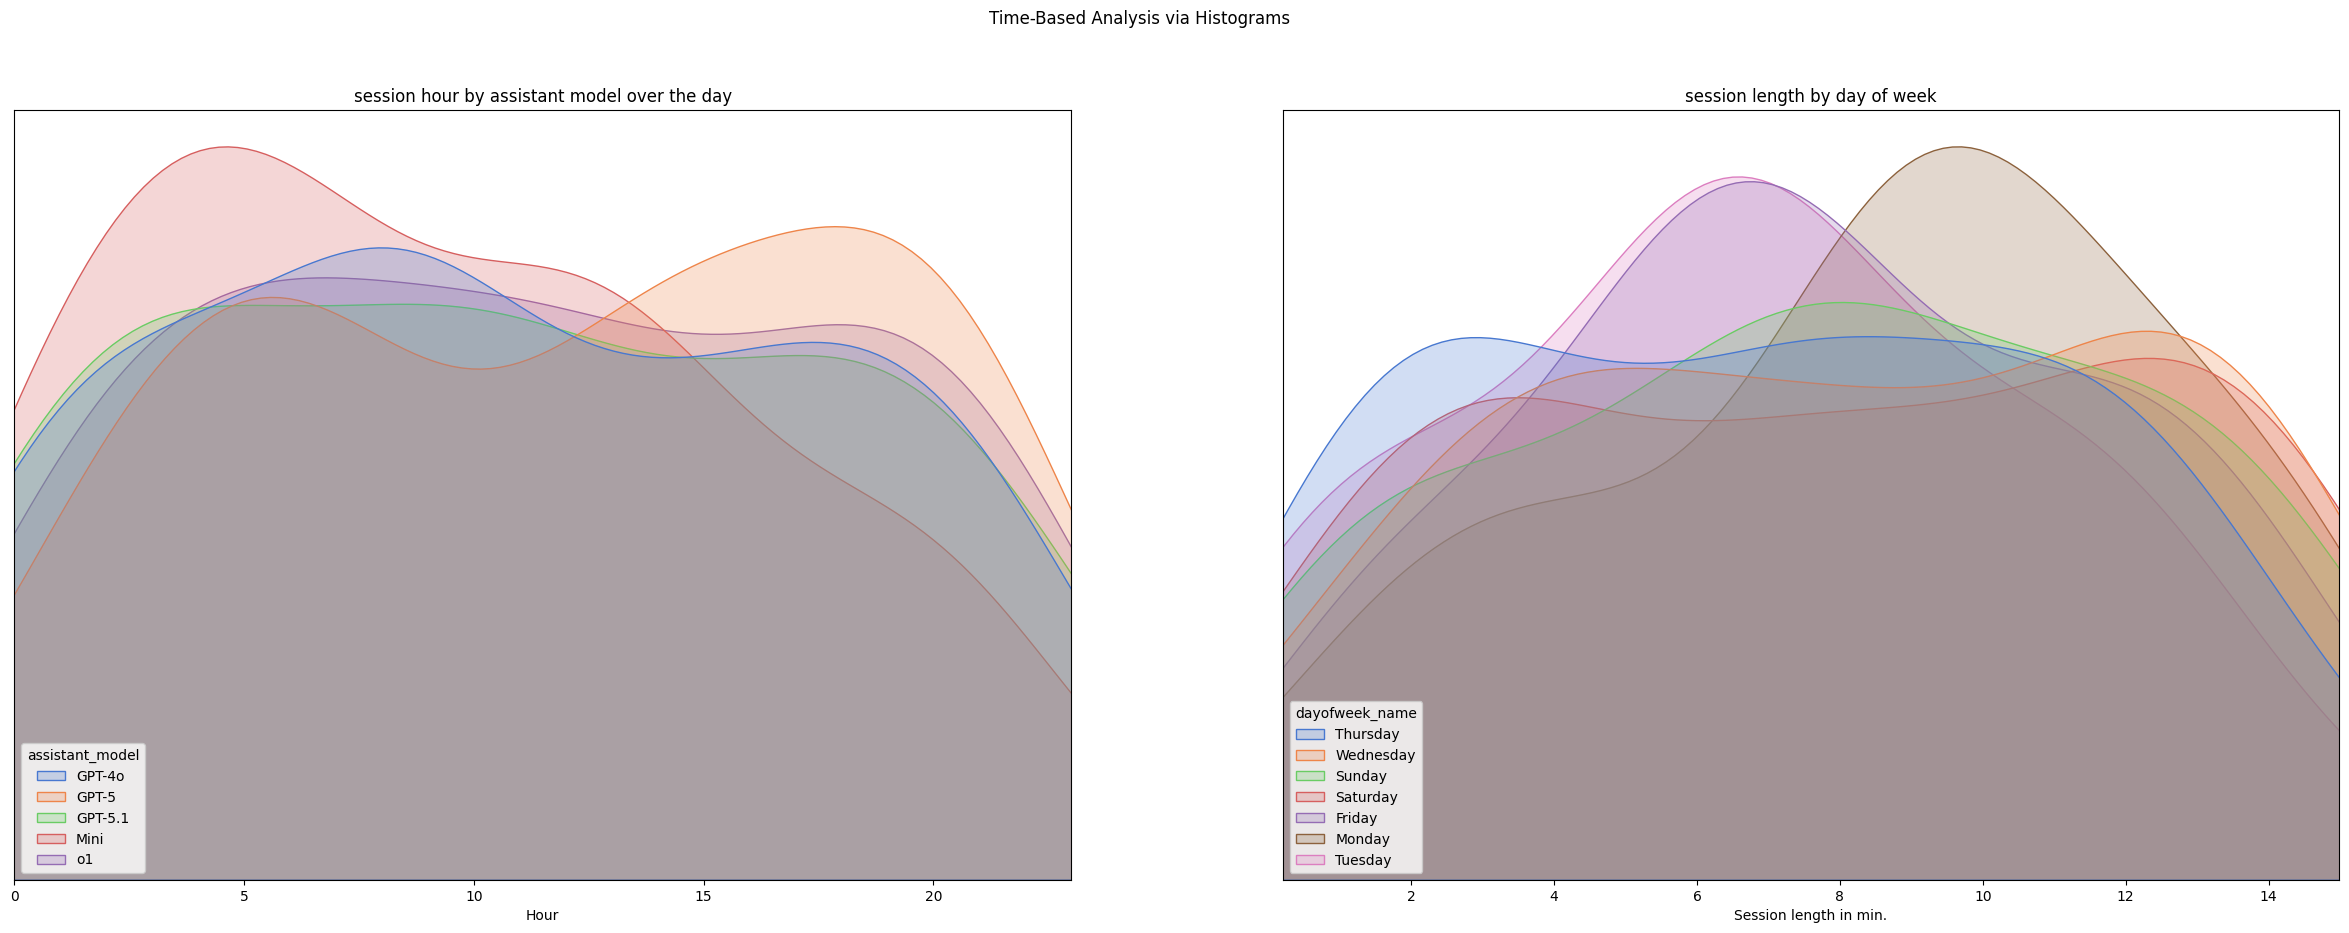 Time-Based Analysis via Histograms
session hour by assistant model over the day
assistant_model
GPT-4o
GPT-5
GPT-5.1
Mini
o1
0 5 10 15 20
Hour
session length by day of week
dayofweek_name
Thursday
Wednesday
Sunday
Saturday
Friday
Monday
Tuesday
2 4 6 8 10 12 14
Session length in min.